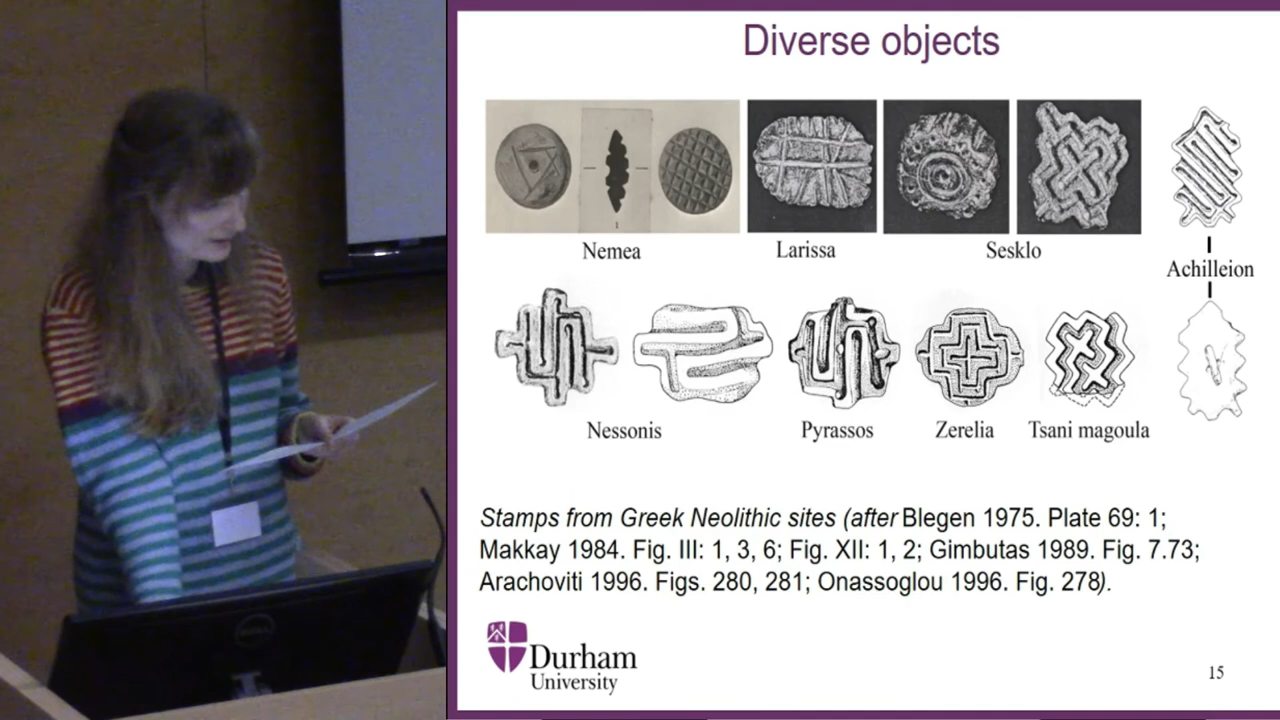 Diverse objects
Nemea
Larissa
Sesklo
Achilleion
Nessonis
Pyrassos
Zerelia
Tsani magoula
Stamps from Greek Neolithic sites (after Blegen 1975. Plate 69: 1;
Makkay 1984. Fig. III: 1, 3, 6; Fig. XII: 1, 2; Gimbutas 1989. Fig. 7.73;
Arachoviti 1996. Figs. 280, 281; Onassoglou 1996. Fig. 278).
Durham
University
15